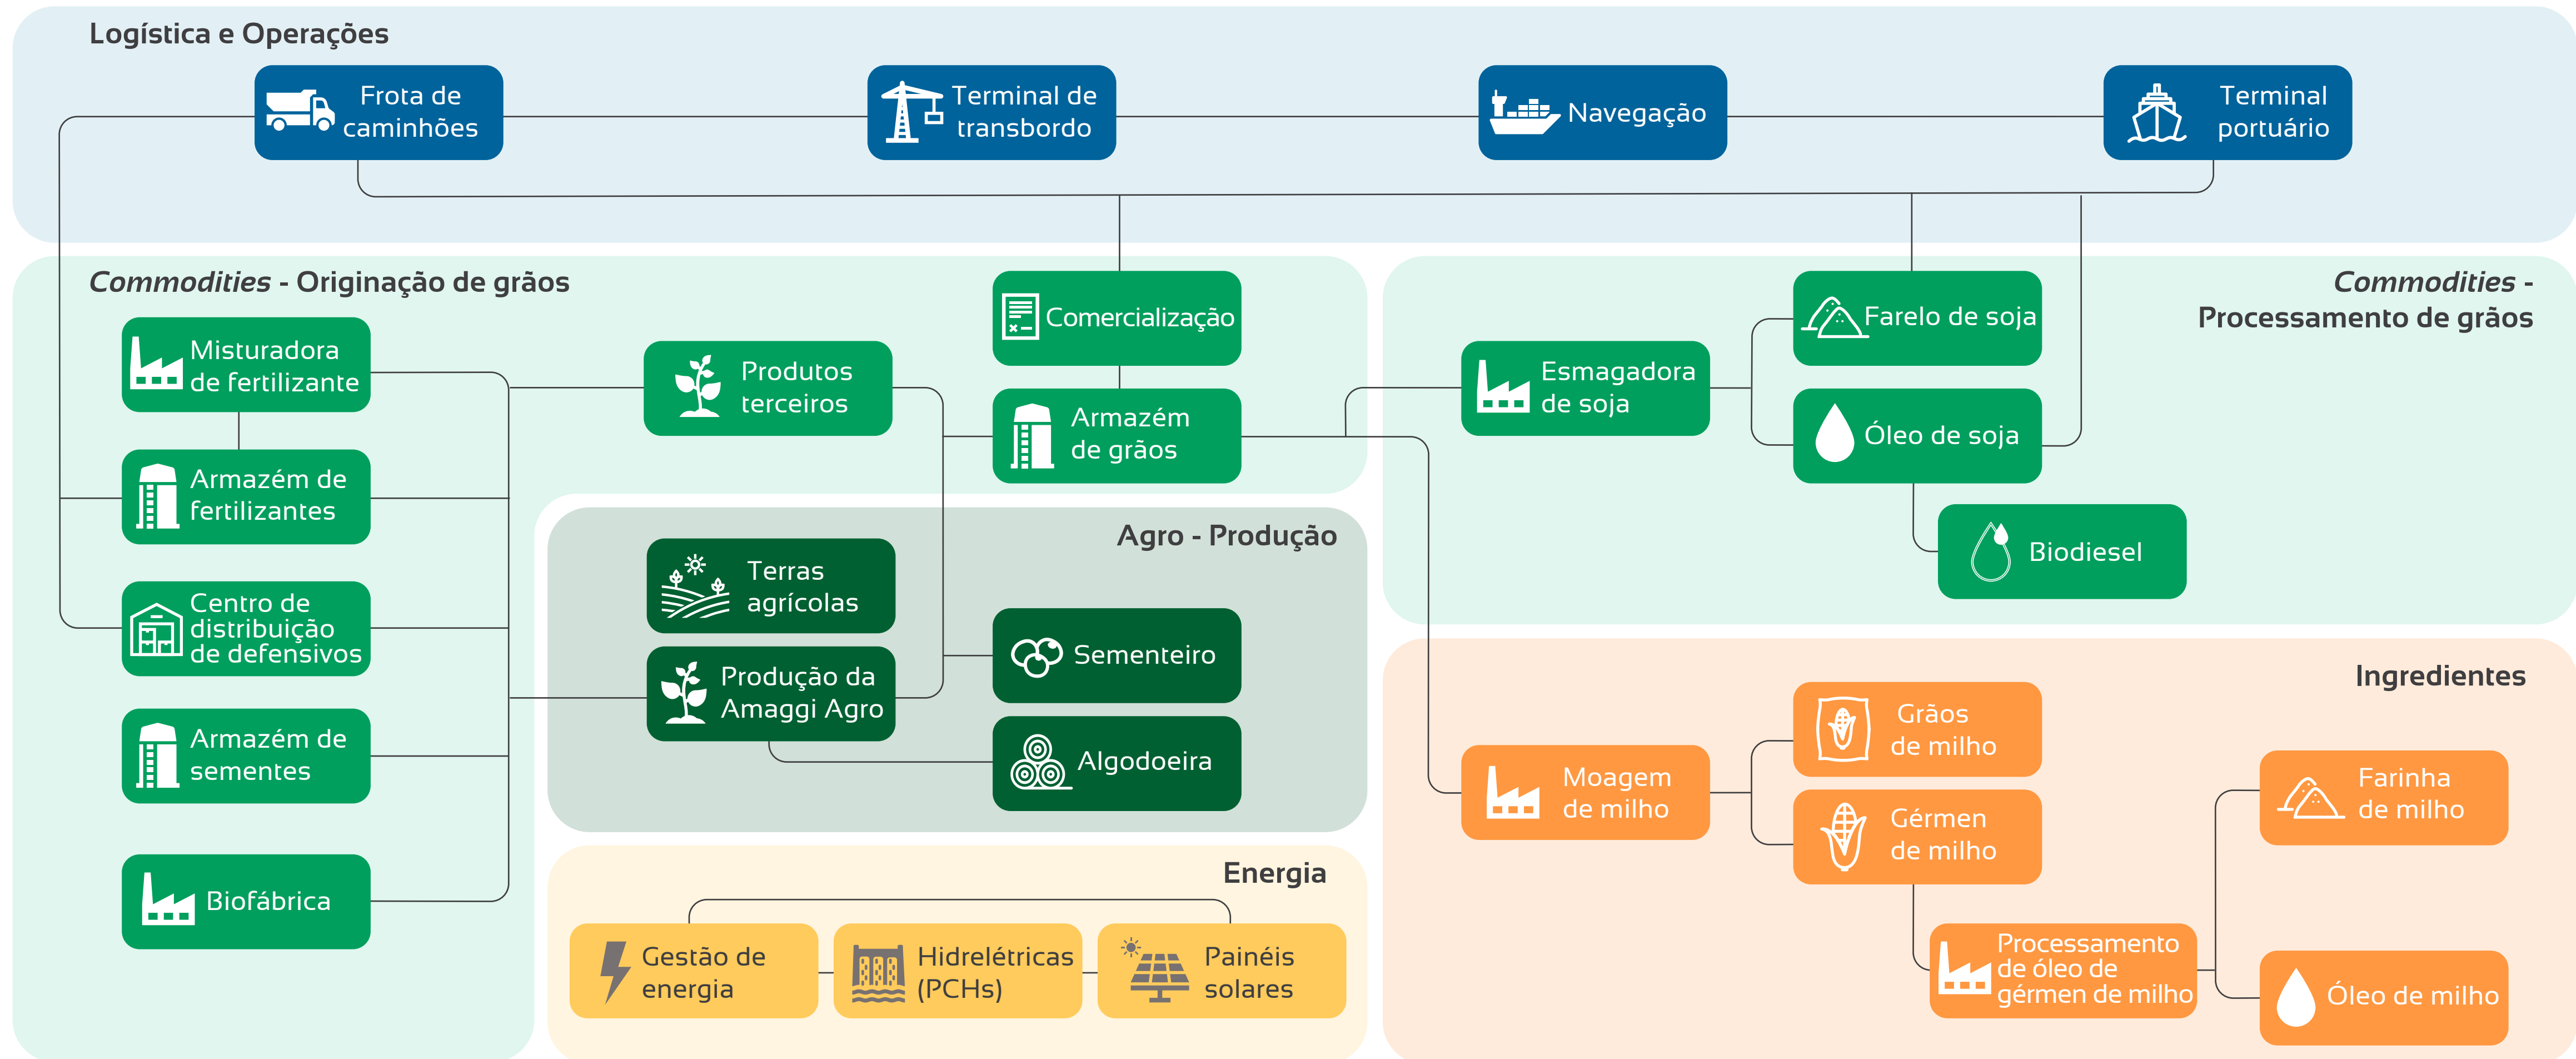 Logística e Operações
Frota de
caminhões
Terminal de
transbordo
Navegação
Terminal
portuário
Commodities - Originação de grãos
Misturadora
de fertilizante
Armazém de
fertilizantes
Centro de
distribuição
de defensivos
Armazém de
sementes
Biofábrica
Produtos
terceiros
Comercialização
Armazém
de grãos
Commodities -
Processamento de grãos
Esmagadora
de soja
Farelo de soja
Óleo de soja
Biodiesel
Agro - Produção
Terras
agrícolas
Produção da
Amaggi Agro
Sementeiro
Algodoeira
Energia
Gestão de
energia
Hidrelétricas
(PCHs)
Painéis
solares
Ingredientes
Moagem
de milho
Grãos
de milho
Gérmen
de milho
Processamento
de óleo de
gérmen de milho
Farinha
de milho
Óleo de milho